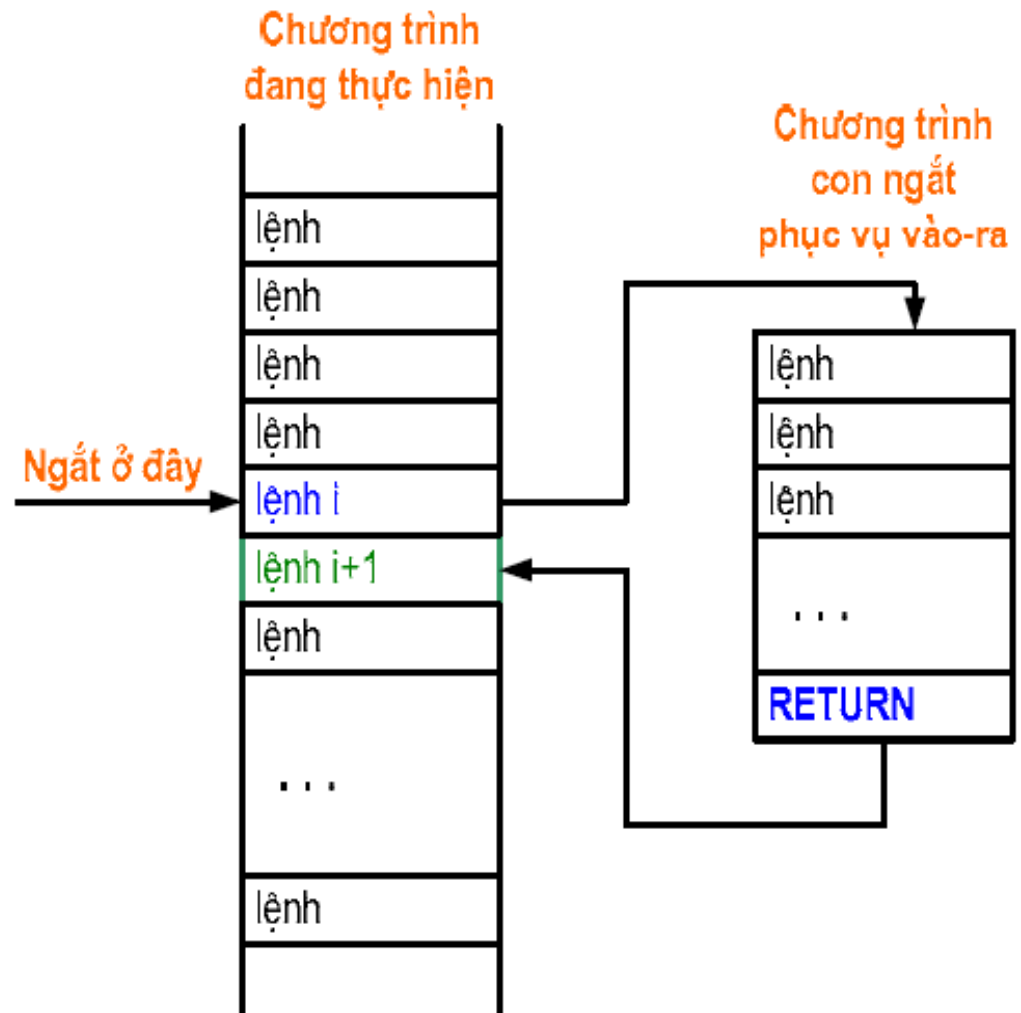 Chương trình
đang thực hiện
lệnh
lệnh
lệnh
lệnh
Ngắt ở đây
lệnh i
lệnh i+1
lệnh
...
lệnh
Chương trình
con ngắt
phục vụ vào-ra
lệnh
lệnh
lệnh
...
RETURN